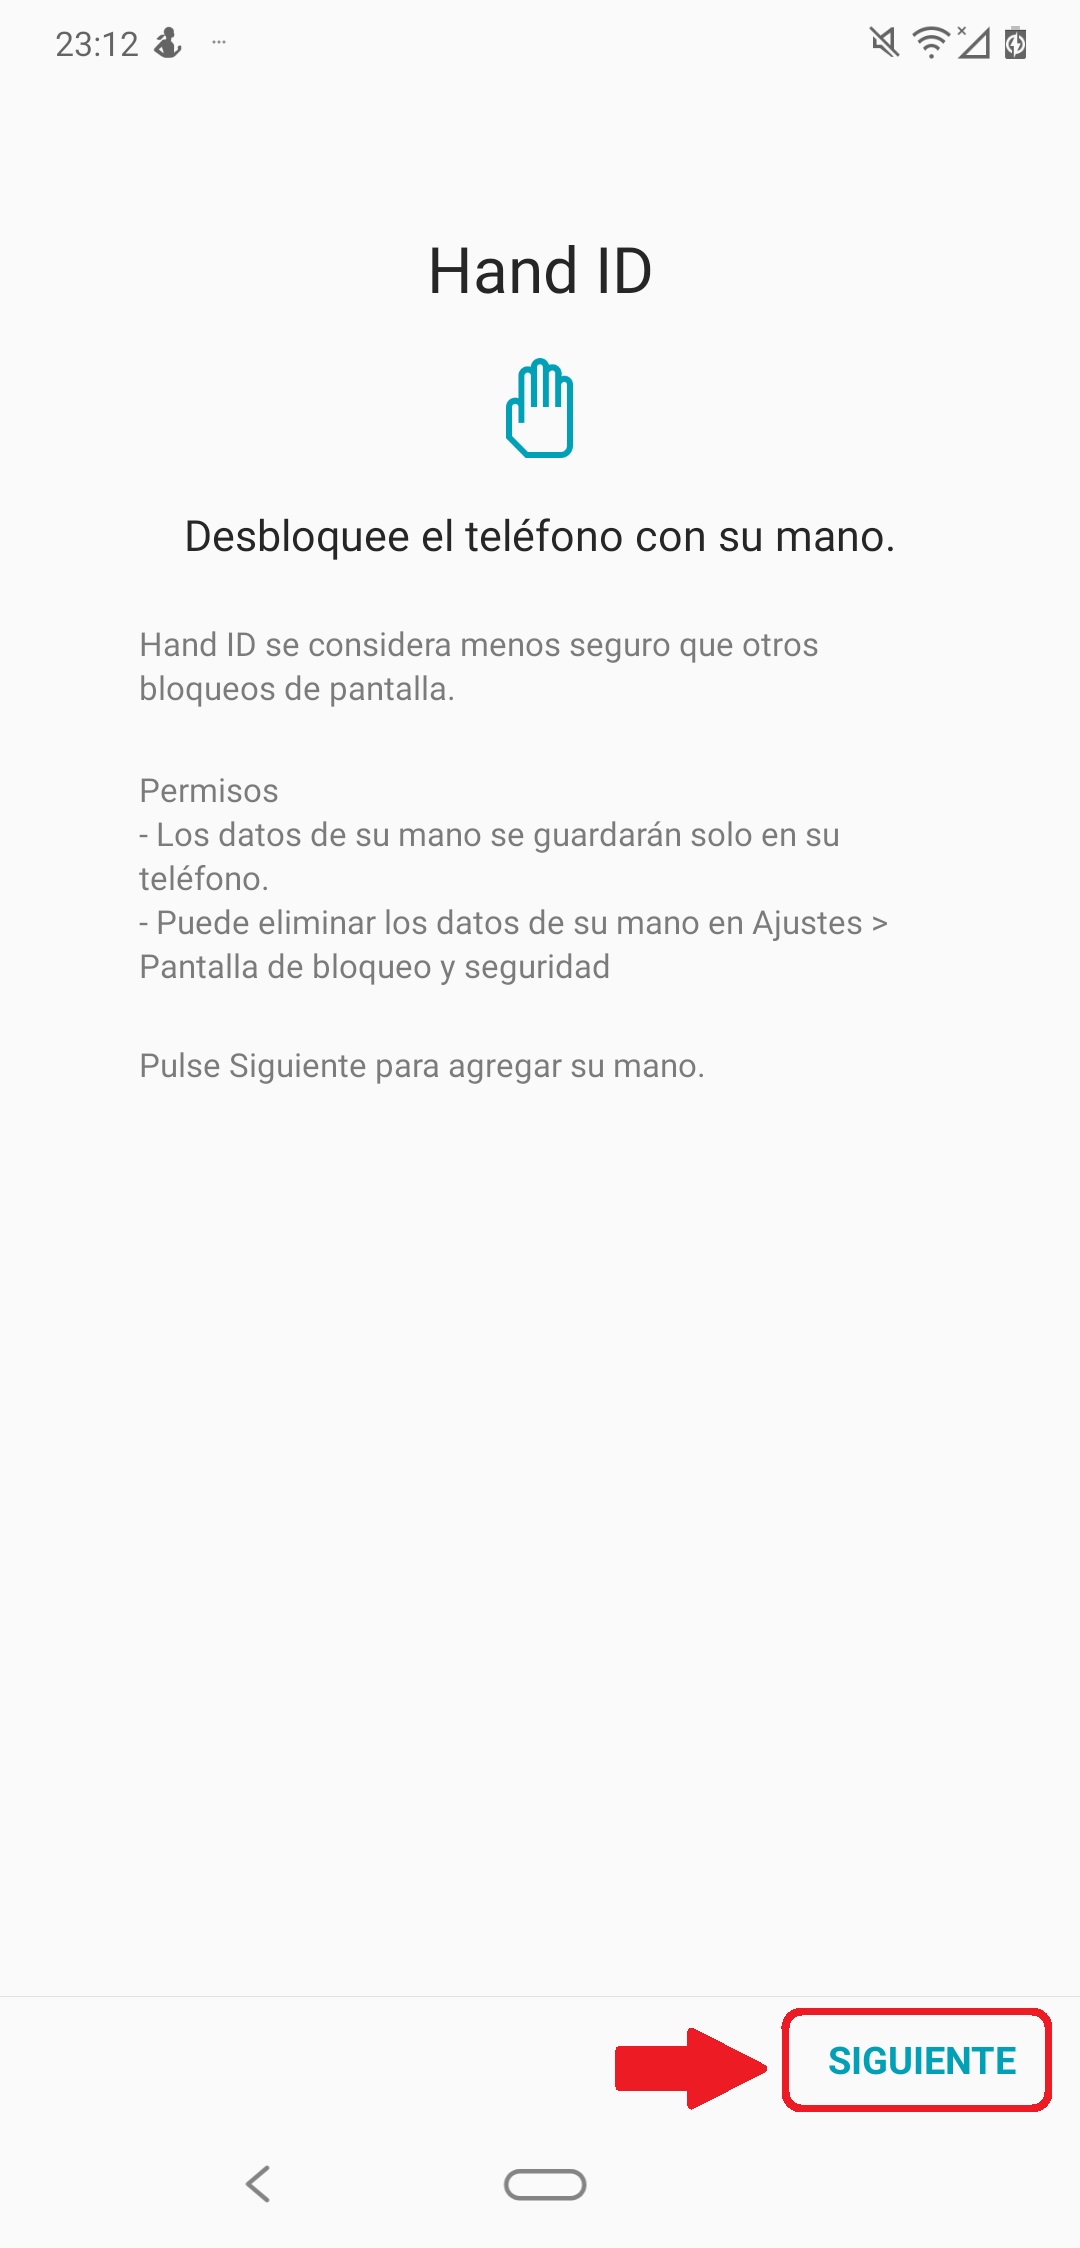 23:12
Hand ID
Desbloquee el teléfono con su mano.
Hand ID se considera menos seguro que otros
bloqueos de pantalla.
Permisos
- Los datos de su mano se guardarán solo en su
teléfono.
- Puede eliminar los datos de su mano en Ajustes >
Pantalla de bloqueo y seguridad
Pulse Siguiente para agregar su mano.
SIGUIENTE